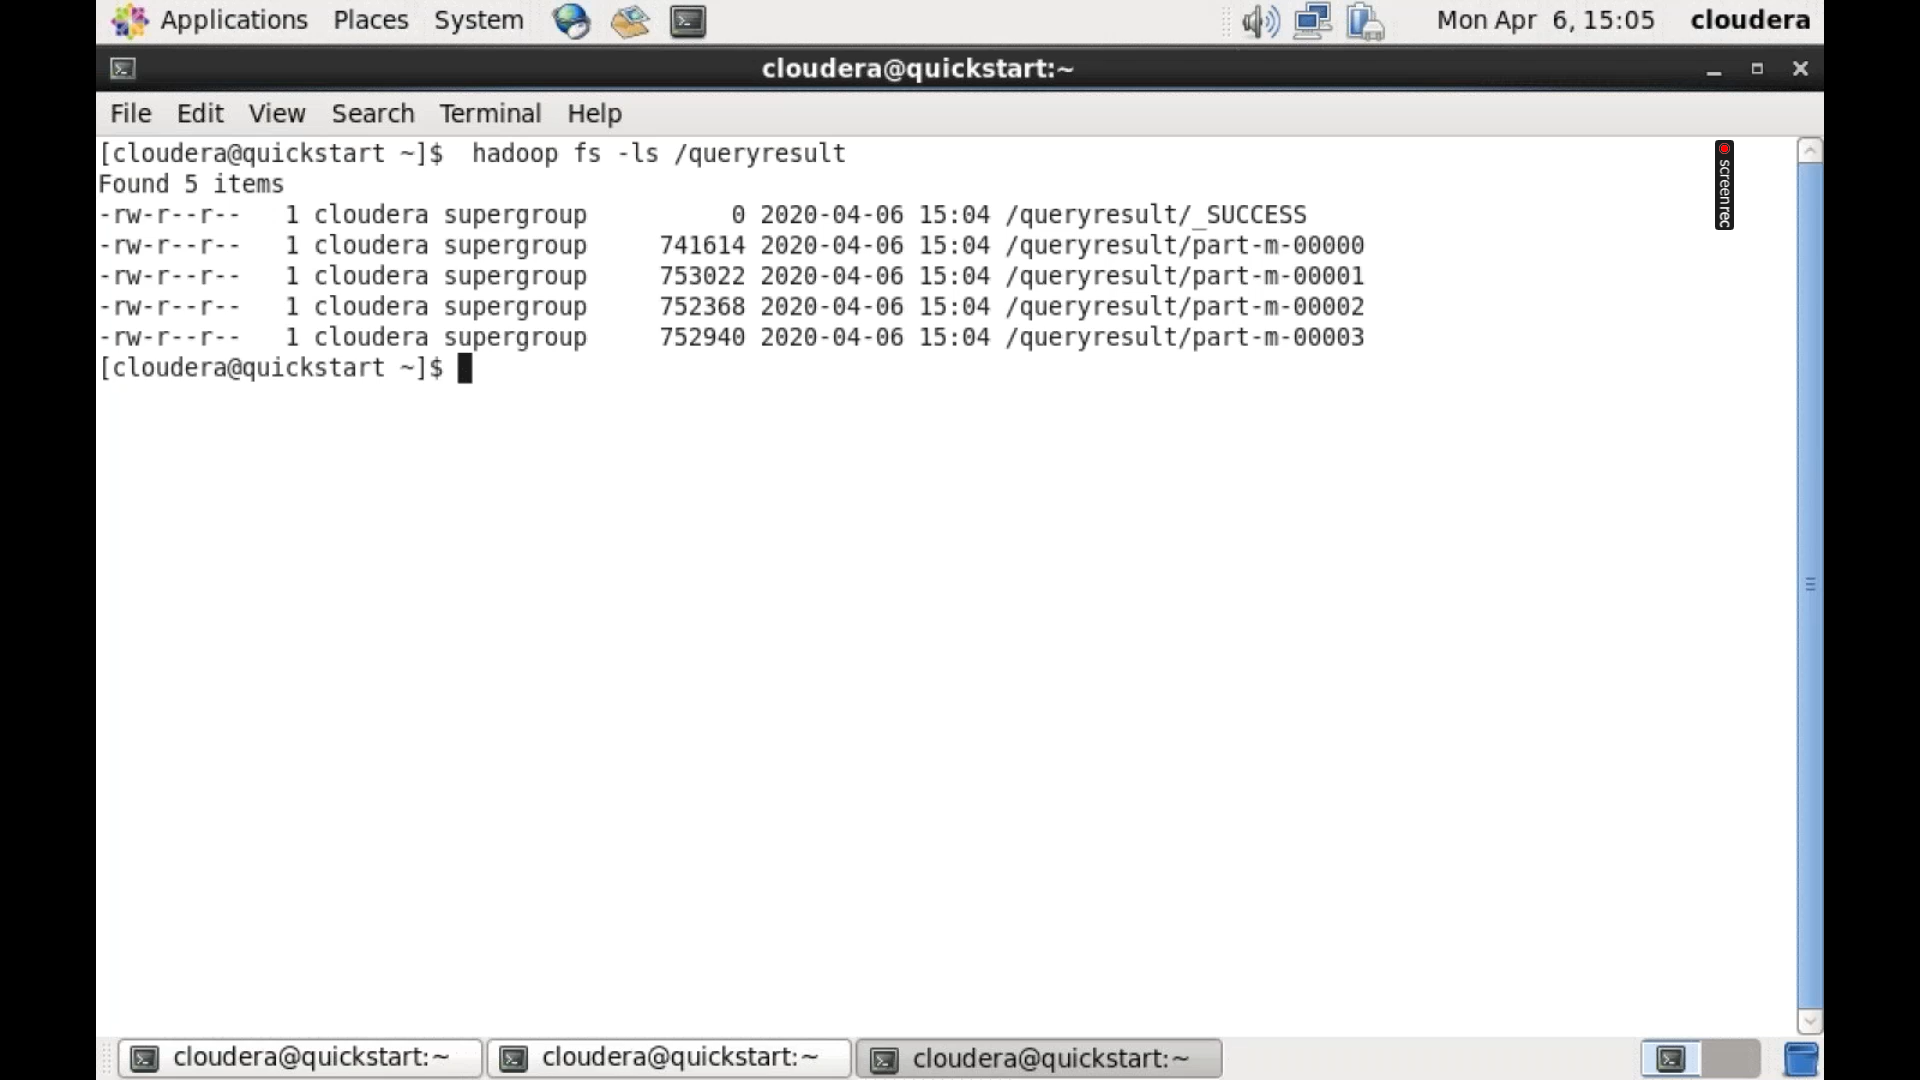 Applications Places System Mon Apr 6, 15:05 cloudera
cloudera@quickstart:~
File Edit View Search Terminal Help
[cloudera@quickstart ~]$  hadoop fs -ls /queryresult
Found 5 items
-rw-r--r--   1 cloudera supergroup          0 2020-04-06 15:04 /queryresult/_SUCCESS
-rw-r--r--   1 cloudera supergroup     741614 2020-04-06 15:04 /queryresult/part-m-00000
-rw-r--r--   1 cloudera supergroup     753022 2020-04-06 15:04 /queryresult/part-m-00001
-rw-r--r--   1 cloudera supergroup     752368 2020-04-06 15:04 /queryresult/part-m-00002
-rw-r--r--   1 cloudera supergroup     752940 2020-04-06 15:04 /queryresult/part-m-00003
[cloudera@quickstart ~]$
screenrec
cloudera@quickstart:~ cloudera@quickstart:~ cloudera@quickstart:~